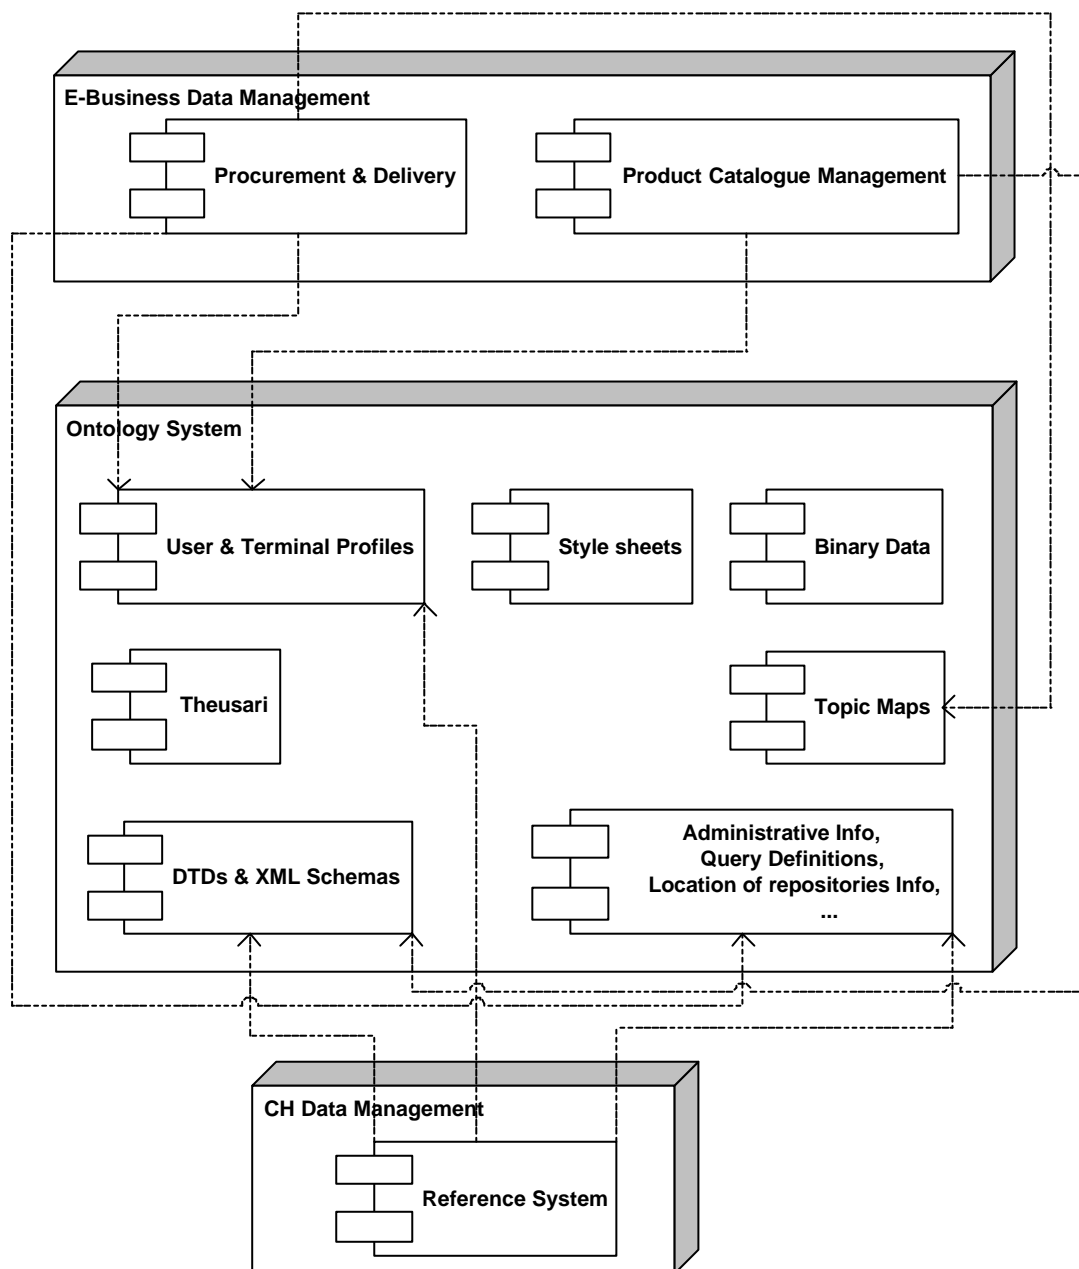 E-Business Data Management
Procurement & Delivery
Product Catalogue Management
Ontology System
User & Terminal Profiles
Style sheets
Binary Data
Theusari
Topic Maps
DTDs & XML Schemas
Administrative Info,
Query Definitions,
Location of repositories Info,
...
CH Data Management
Reference System